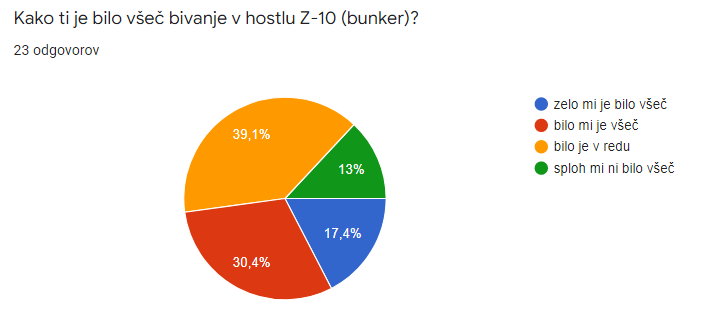 Kako ti je bilo všeč bivanje v hostlu Z-10 (bunker)?
23 odgovorov
39,1%
13%
17,4%
30,4%
zelo mi je bilo všeč
bilo mi je všeč
bilo je v redu
sploh mi ni bilo všeč